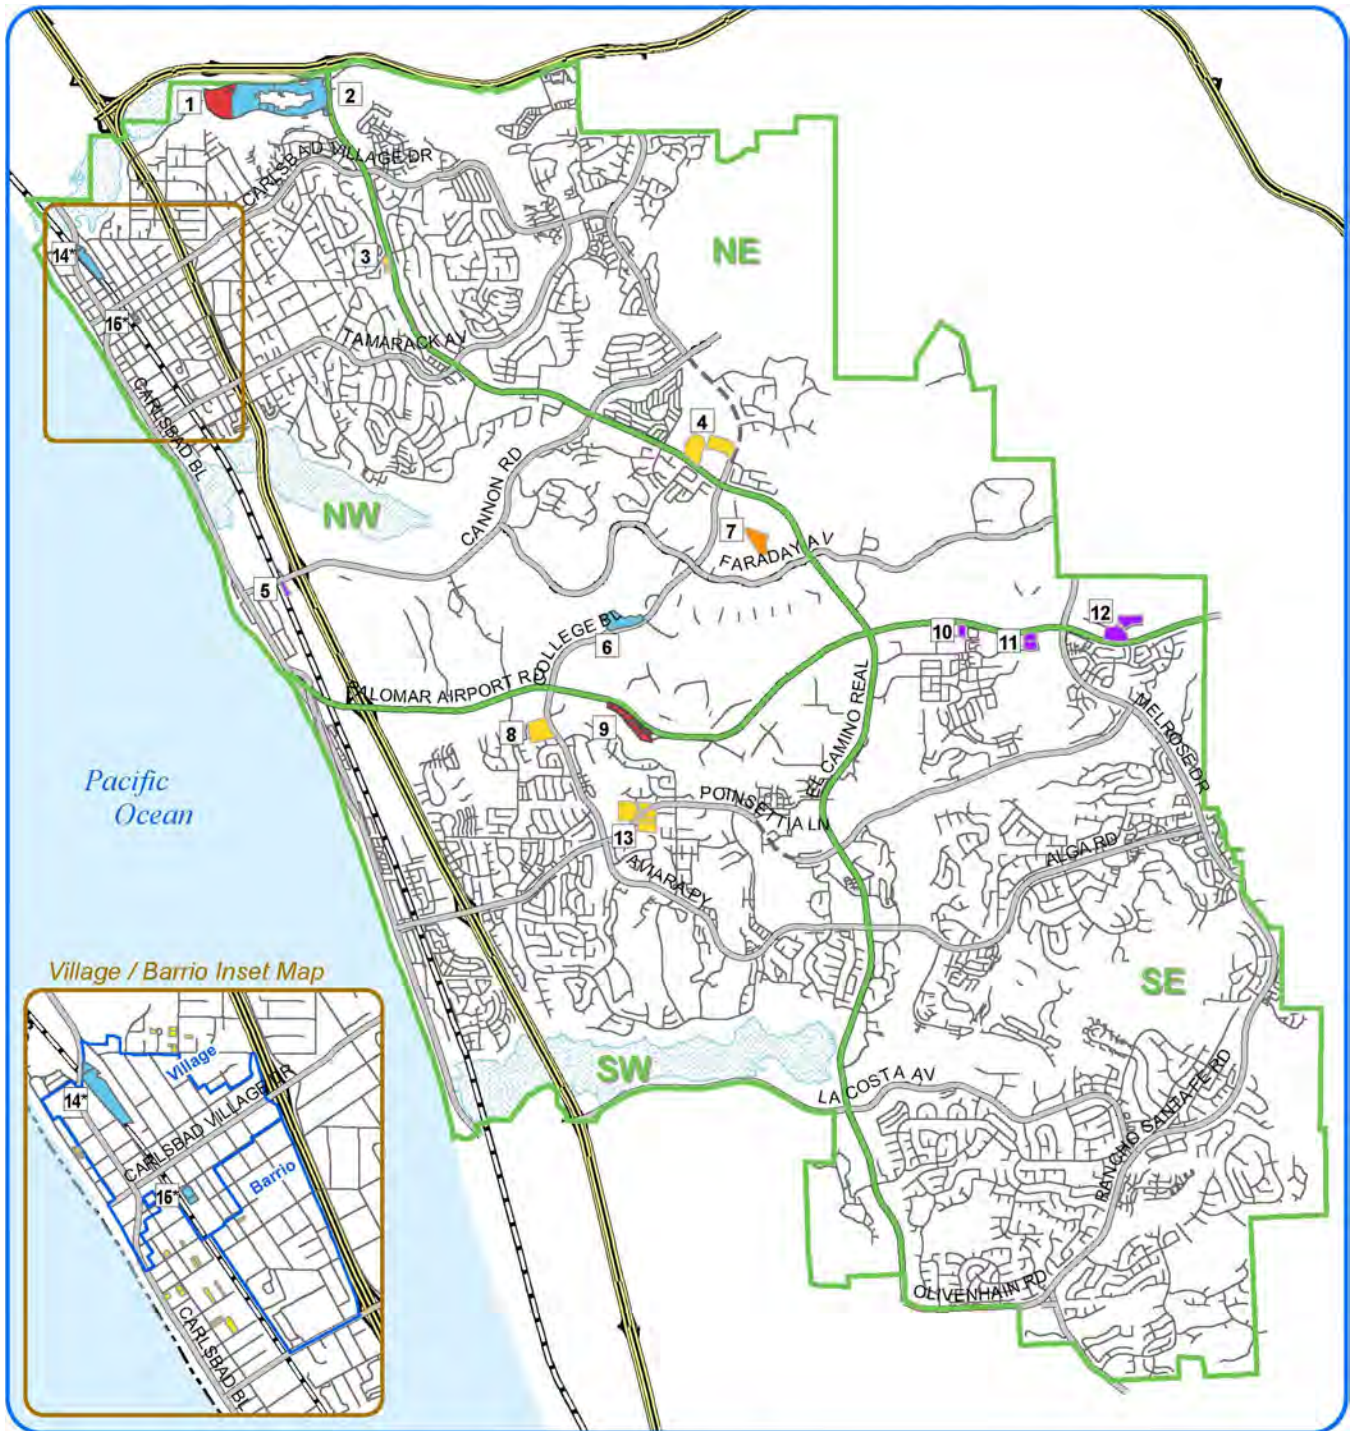 1
2
CARLSBAD VILLAGE DR
NE
14*
3
16*
TAMARACK AV
CARLSBAD BL
4
CANNON RD
NW
7
FARADAY AV
5
12
10
11
COLLEGE BL
6
PALOMAR AIRPORT RD
EL CAMINO REAL
MELROSE DR
8
9
Pacific
Ocean
POINSETTIA LN
13
ALGA RD
AVIARA PY
Village / Barrio Inset Map
SE
SW
LA COSTA AV
RANCHO SANTA FE RD
OLIVENHAIN RD
Village
14*
CARLSBAD VILLAGE DR
16*
Barrio
CARLSBAD BL